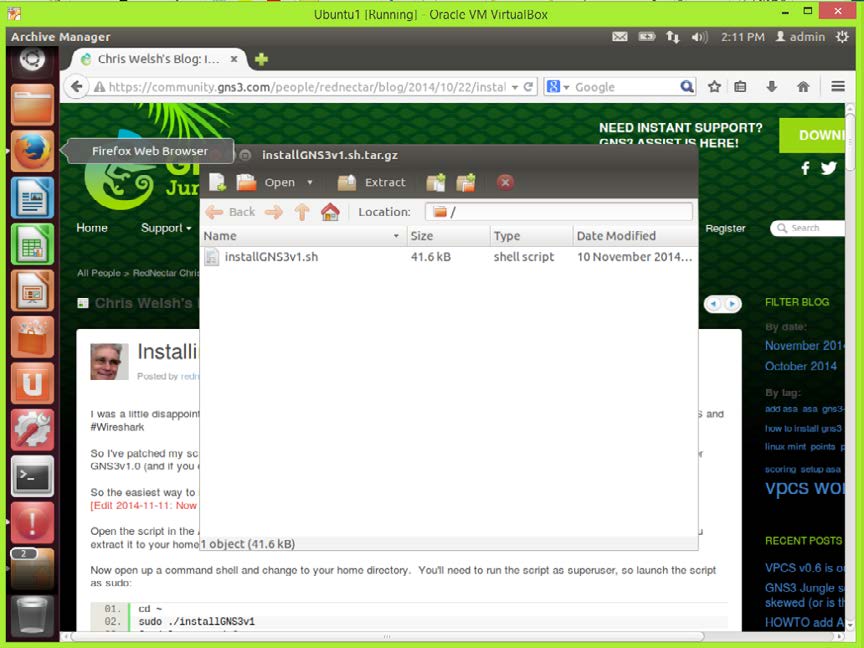 Ubuntu1 [Running] - Oracle VM VirtualBox
Archive Manager
2:11 PM
admin
Chris Welsh's Blog: I...
https://community.gns3.com/people/rednectar/blog/2014/10/22/instal
Google
NEED INSTANT SUPPORT?
GNS? ASSIST IS HERE!
DOWN
Firefox Web Browser
installGNS3v1.sh.tar.gz
Open
Extract
Back
Location:
/
Home
Support
Register
Search
Name
Size
Type
Date Modified
installGNS3v1.sh
41.6 kB
shell script
10 November 2014...
All People > RedNectar Chris
Chris Welsh's
FILTER BLOG
By date:
November 2014
October 2014
By tag:
add asa asa gns3-
how to install gns3
linux mint points
scoring setup asa
vpcs wo
Installi
Posted by redn
I was a little disappoint
s and
#Wireshark
So I've patched my sc
or
GNS3v1.0 (and if you
So the easiest way to
[Edit 2014-11-11: Now
Open the script in the
u
extract it to your home
1 object (41.6 kB)
Now open up a command shell and change to your home directory. You'll need to run the script as superuser, so launch the script
as sudo:
01. cd ~
02. sudo ./installGNS3v1
RECENT POSTS
VPCS v0.6 is ou
GNS3 Jungle s
skewed (or is th
HOWTO add A
2